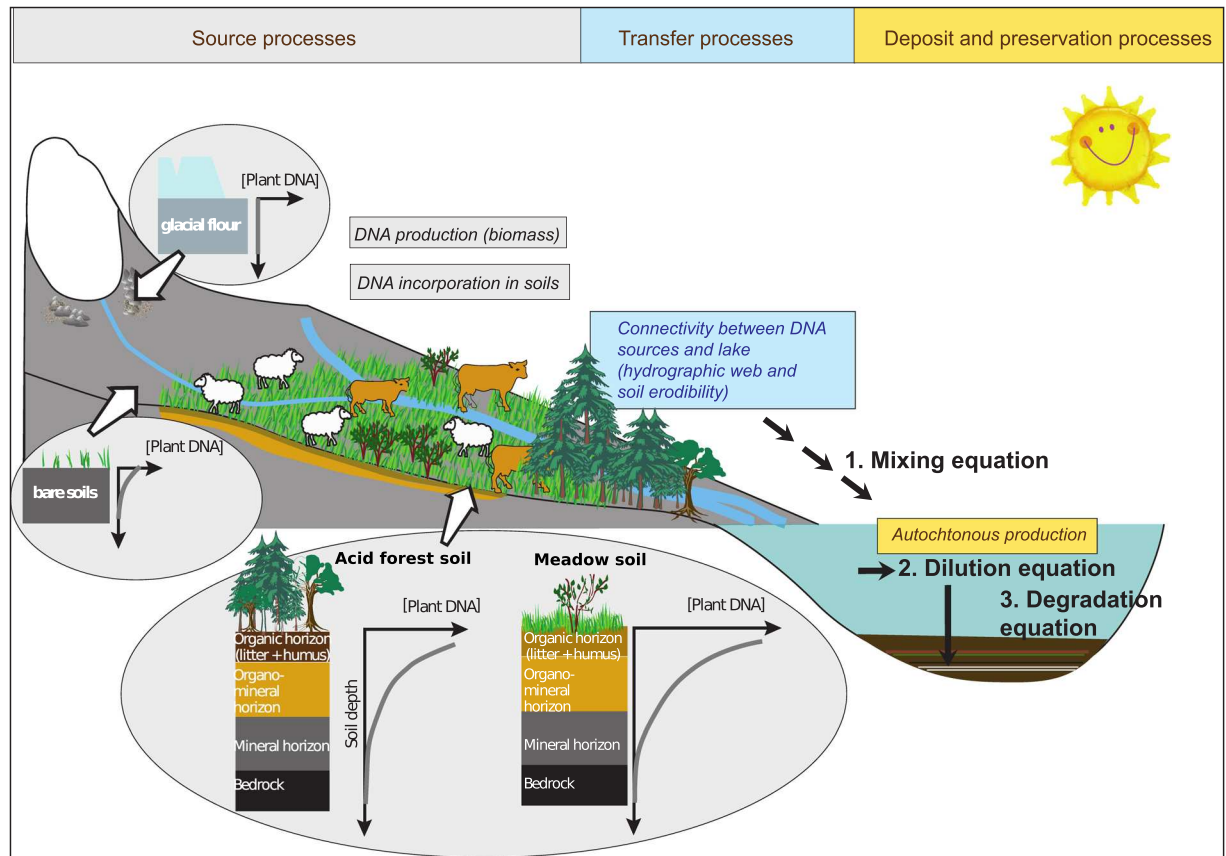 Source processes
Transfer processes
Deposit and preservation processes
[Plant DNA]
glacial flour
DNA production (biomass)
DNA incorporation in soils
Connectivity between DNA
sources and lake
(hydrographic web and
soil erodibility)
[Plant DNA]
bare soils
1. Mixing equation
Autochtonous production
2. Dilution equation
3. Degradation
equation
Acid forest soil
[Plant DNA]
Organic horizon
(litter + humus)
Organo-
mineral
horizon
Mineral horizon
Bedrock
Soil depth
Meadow soil
[Plant DNA]
Organic horizon
(litter + humus)
Organo-
mineral
horizon
Mineral horizon
Bedrock